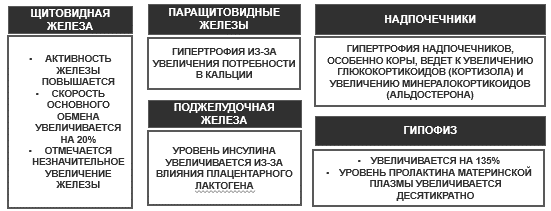 ЩИТОВИДНАЯ
ЖЕЛЕЗА
• АКТИВНОСТЬ
ЖЕЛЕЗЫ
ПОВЫШАЕТСЯ
• СКОРОСТЬ
ОСНОВНОГО
ОБМЕНА
УВЕЛИЧИВАЕТСЯ
НА 20%
• ОТМЕЧАЕТСЯ
НЕЗНАЧИТЕЛЬНОЕ
УВЕЛИЧЕНИЕ
ЖЕЛЕЗЫ
ПАРАЩИТОВИДНЫЕ
ЖЕЛЕЗЫ
ГИПЕРТРОФИЯ ИЗ-ЗА
УВЕЛИЧЕНИЯ ПОТРЕБНОСТИ
В КАЛЬЦИИ
ПОДЖЕЛУДОЧНАЯ
ЖЕЛЕЗА
УРОВЕНЬ ИНСУЛИНА
УВЕЛИЧИВАЕТСЯ ИЗ-ЗА
ВЛИЯНИЯ ПЛАЦЕНТАРНОГО
ЛАКТОГЕНА
НАДПОЧЕЧНИКИ
ГИПЕРТРОФИЯ НАДПОЧЕЧНИКОВ,
ОСОБЕННО КОРЫ, ВЕДЕТ К УВЕЛИЧЕНИЮ
ГЛЮКОКОРТИКОИДОВ (КОРТИЗОЛА) И
УВЕЛИЧЕНИЮ МИНЕРАЛОКОРТИКОИДОВ
(АЛЬДОСТЕРОНА)
ГИПОФИЗ
• УВЕЛИЧИВАЕТСЯ НА 135%
• УРОВЕНЬ ПРОЛАКТИНА МАТЕРИНСКОЙ
ПЛАЗМЫ УВЕЛИЧИВАЕТСЯ
ДЕСЯТИКРАТНО